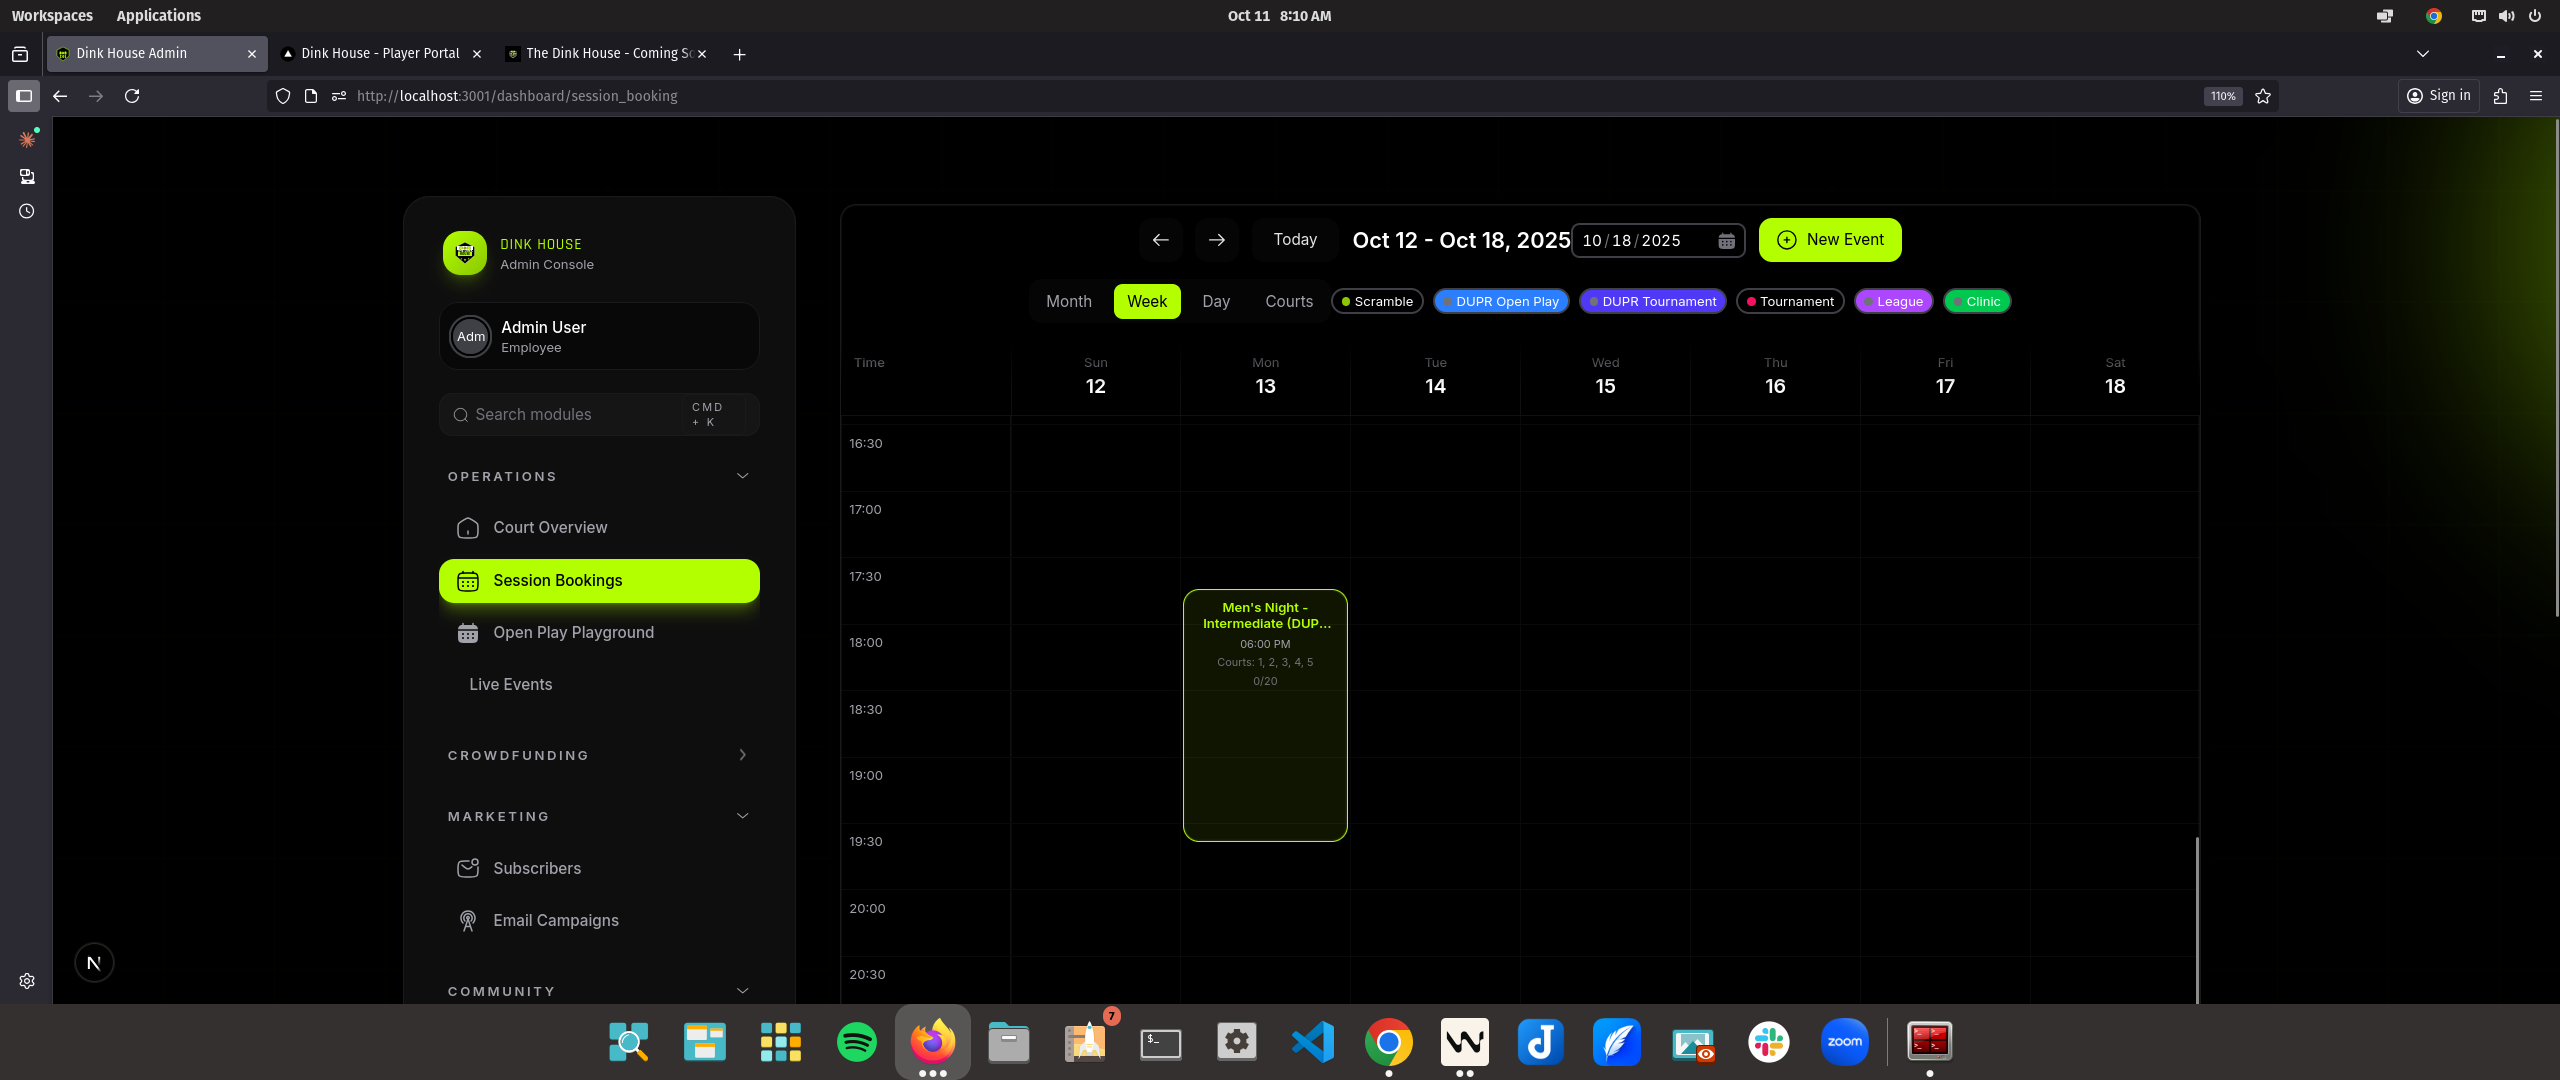 Workspaces Applications Oct 11 8:10 AM
Dink House Admin Dink House - Player Portal The Dink House - Coming So
http://localhost:3001/dashboard/session_booking 110% Sign in
DINK HOUSE
Admin Console
Adm
Admin User
Employee
Search modules CMD + K
OPERATIONS
Court Overview
Session Bookings
Open Play Playground
Live Events
CROWDFUNDING
MARKETING
Subscribers
Email Campaigns
COMMUNITY
N
Today Oct 12 - Oct 18, 2025 10/18/2025 New Event
Month Week Day Courts Scramble DUPR Open Play DUPR Tournament Tournament League Clinic
Time Sun Mon Tue Wed Thu Fri Sat
12 13 14 15 16 17 18
16:30
17:00
17:30
Men's Night -
Intermediate (DUP...
18:00 06:00 PM
Courts: 1, 2, 3, 4, 5
0/20
18:30
19:00
19:30
20:00
20:30
7
$_
zoom